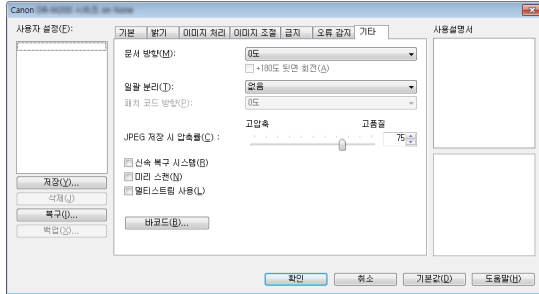 Canon on None
사용자 설정(F):
사용설명서
기본 밝기 이미지 처리 이미지 조절 급지 오류 감지 기타
문서 방향(M): 0도
+180도 뒷면 회전(A)
일괄 분리(T): 없음
패치 코드 방향(P): 0도
고압축 고품질
JPEG 저장 시 압축률(C) : 75
신속 복구 시스템(R)
미리 스캔(N)
멀티스트림 사용(L)
바코드(B)...
저장(Y)...
삭제(J)
복구(I)...
백업(X)...
확인 취소 기본값(D) 도움말(H)